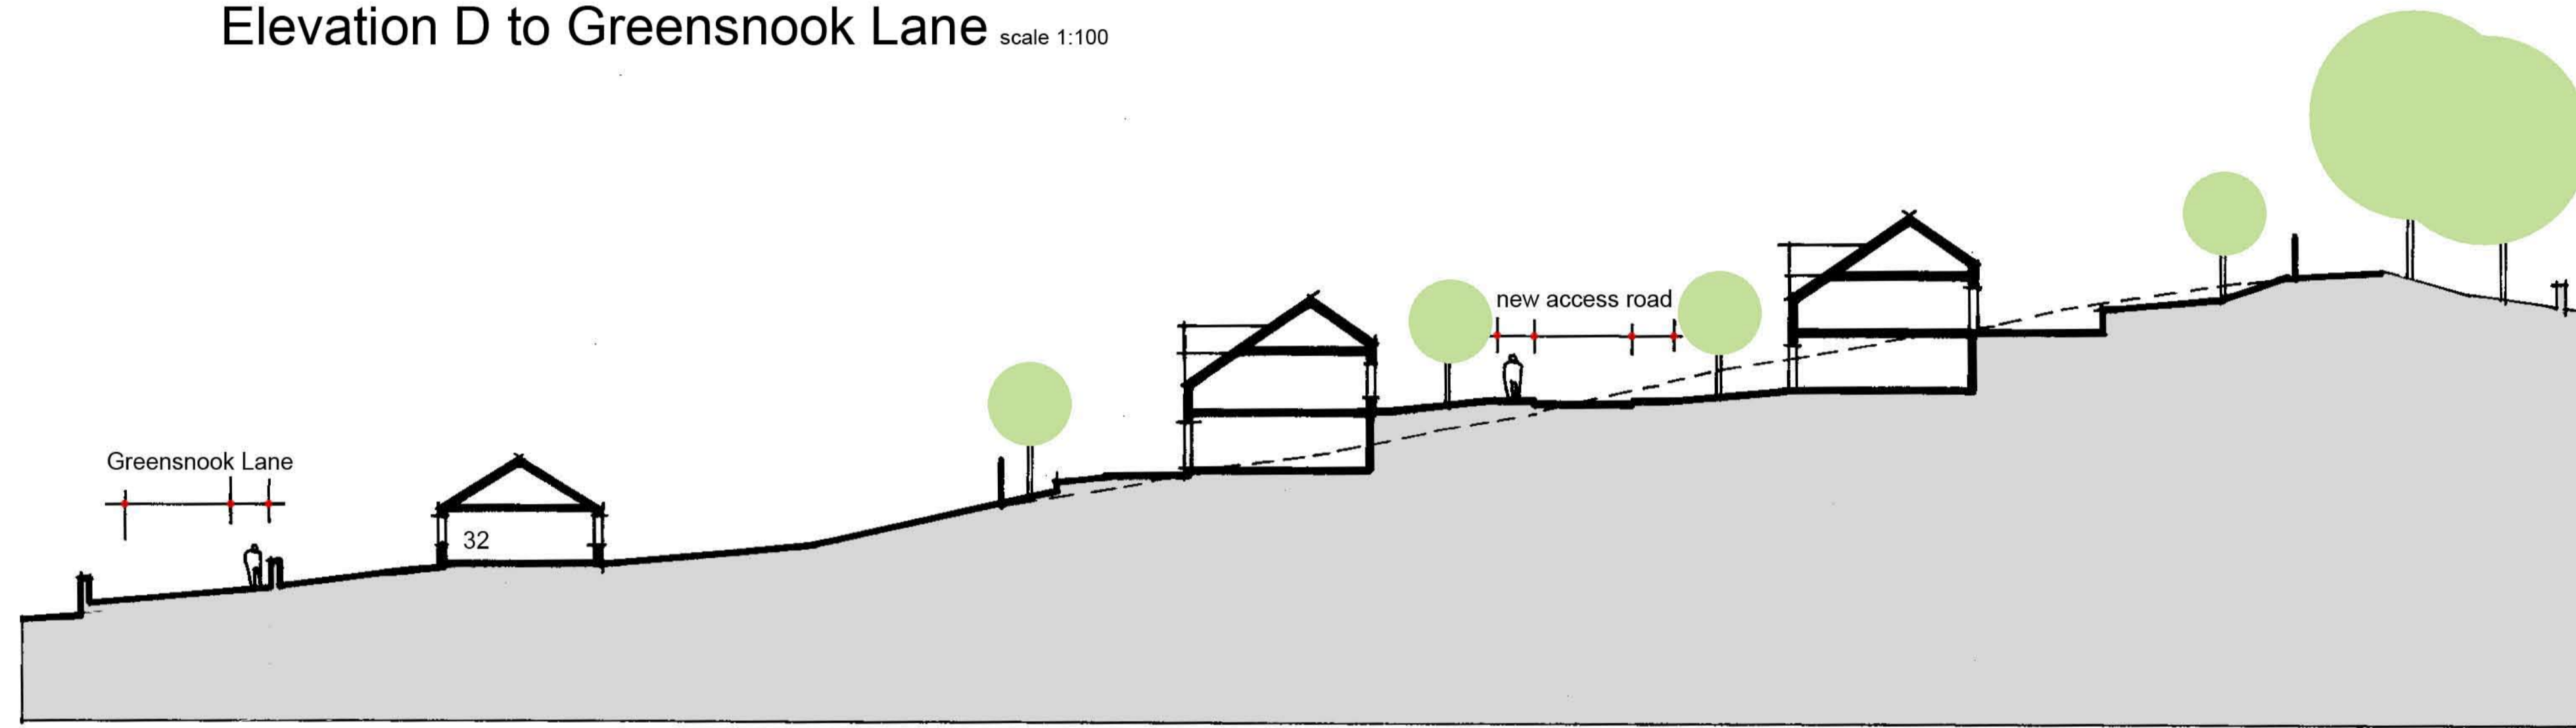 Elevation D to Greensnook Lane scale 1:100
new access road
Greensnook Lane
32